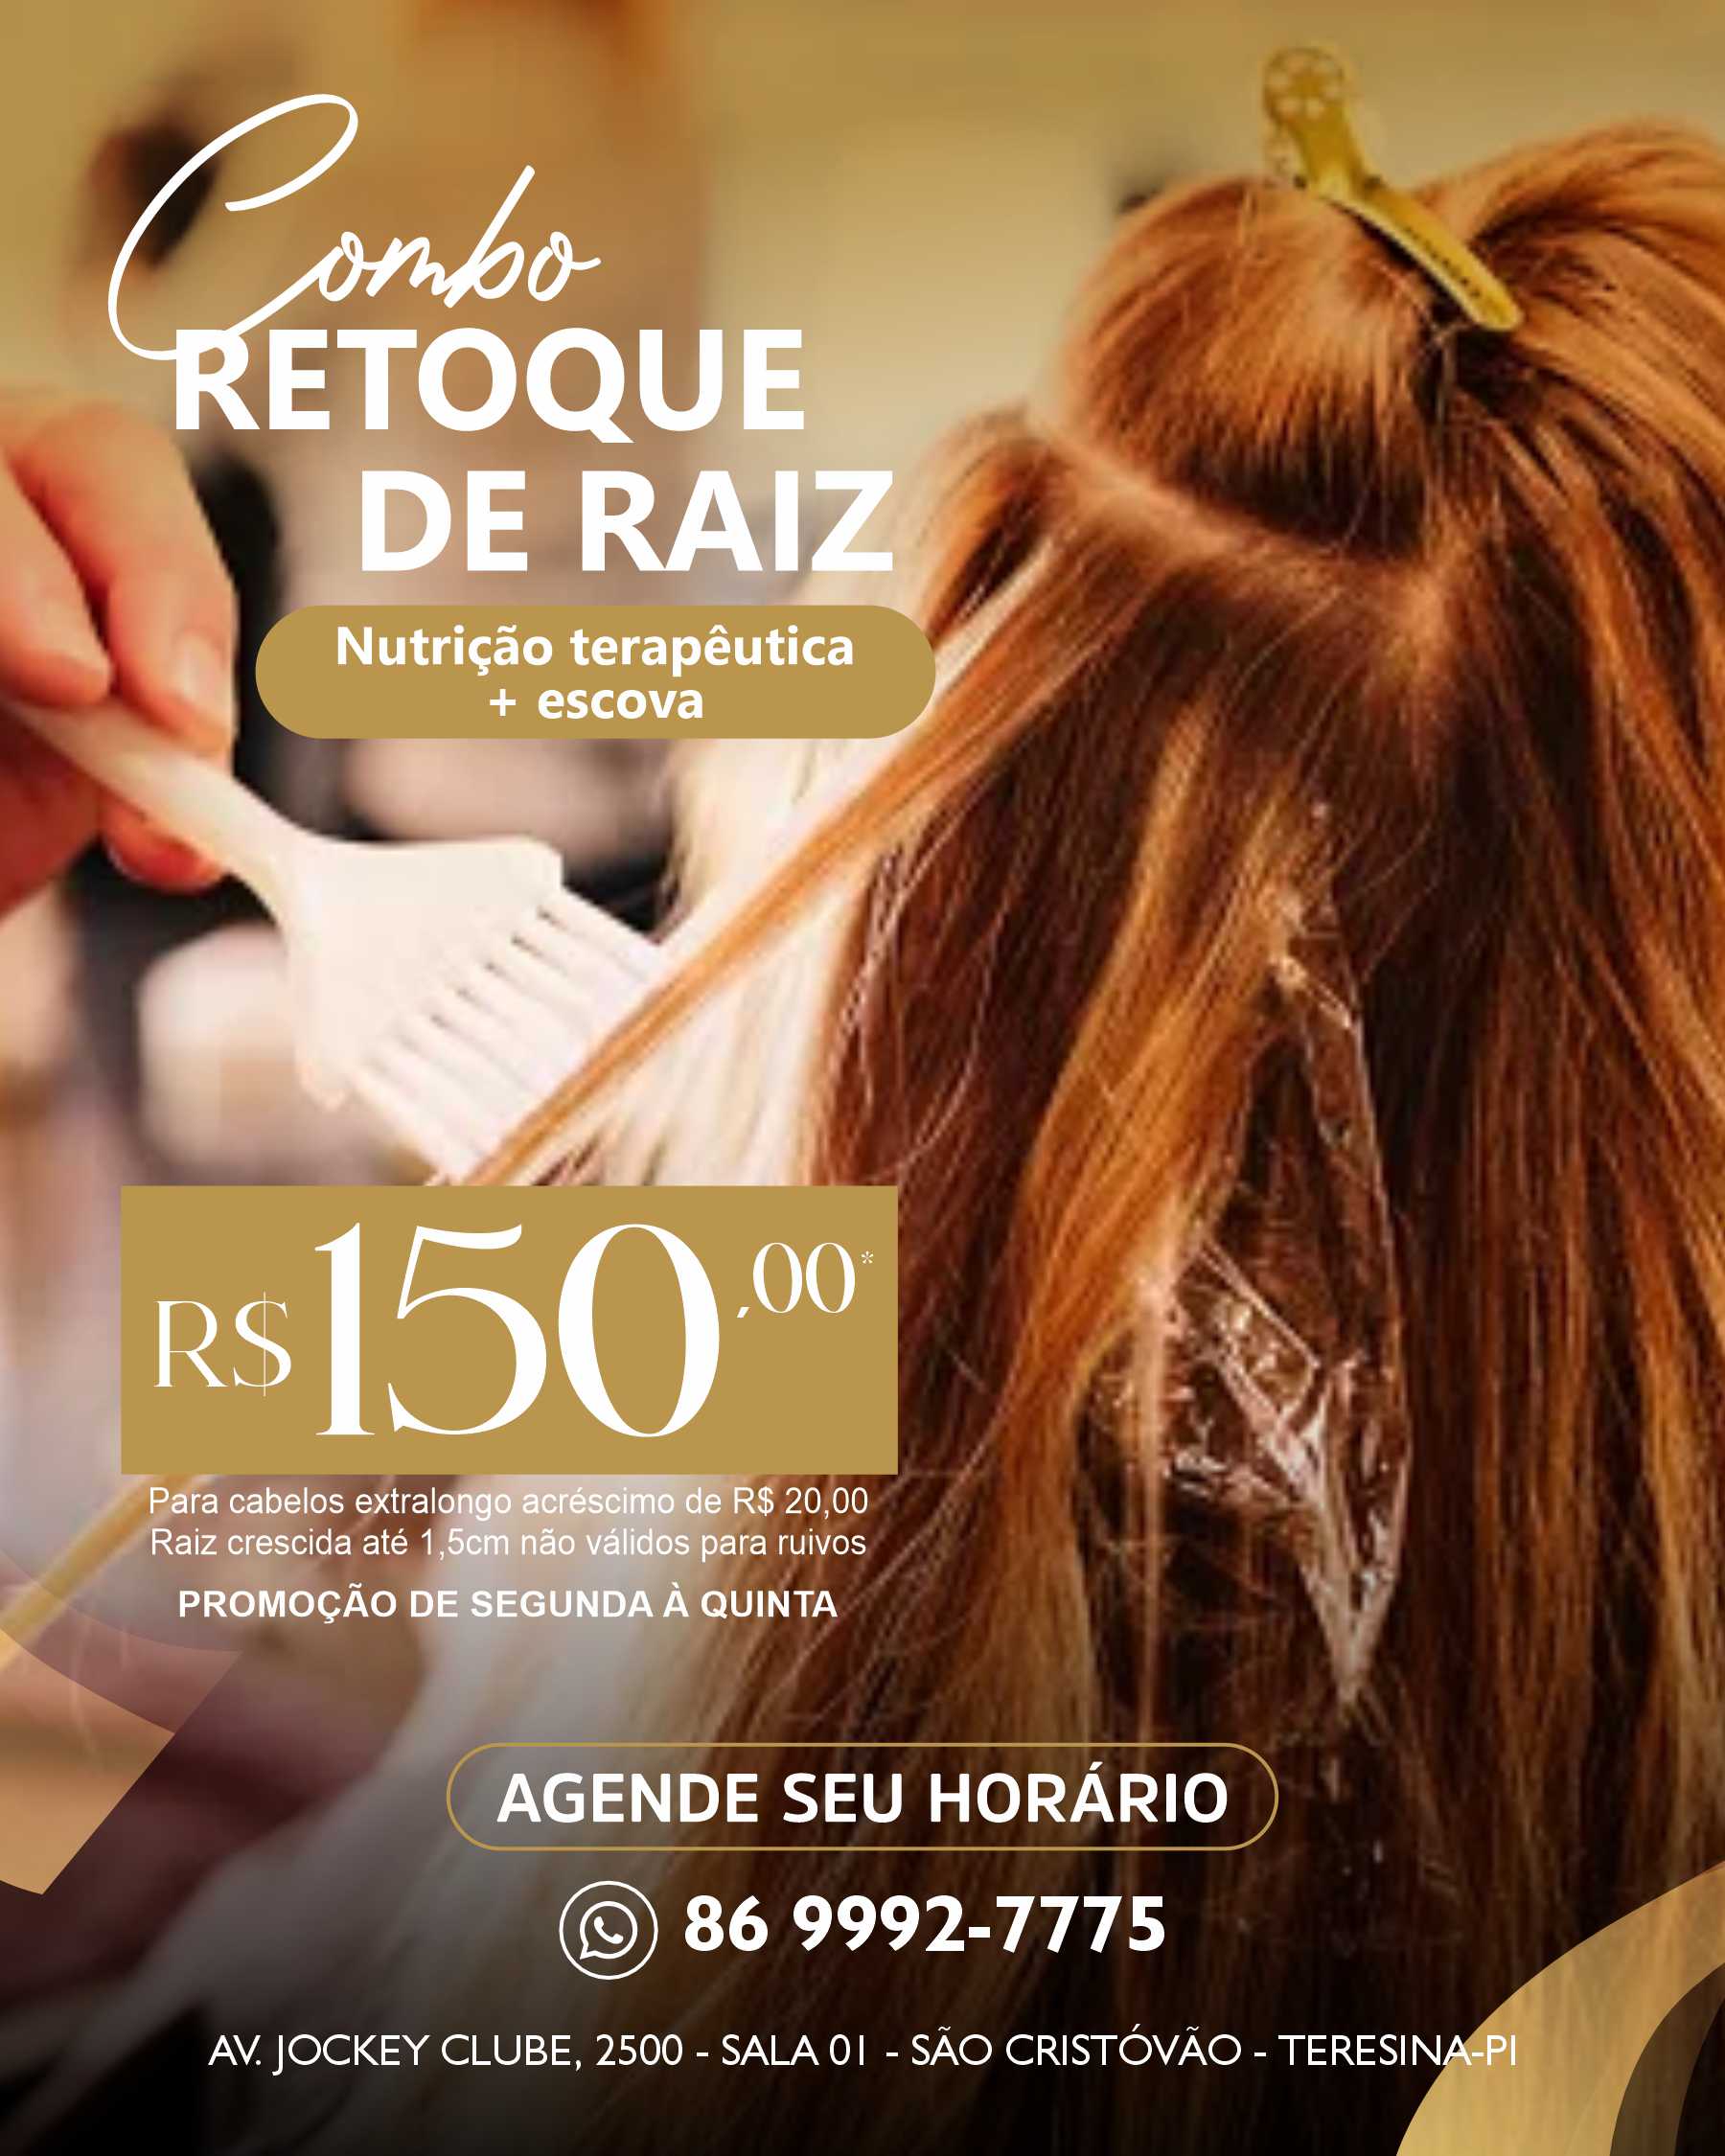 Combo
RETOQUE
DE RAIZ
Nutrição terapêutica
+ escova
R$150,00*
Para cabelos extralongo acréscimo de R$ 20,00
Raiz crescida até 1,5cm não válidos para ruivos
PROMOÇÃO DE SEGUNDA À QUINTA
AGENDE SEU HORÁRIO
86 9992-7775
AV. JOCKEY CLUBE, 2500 - SALA 01 - SÃO CRISTÓVÃO - TERESINA-PI